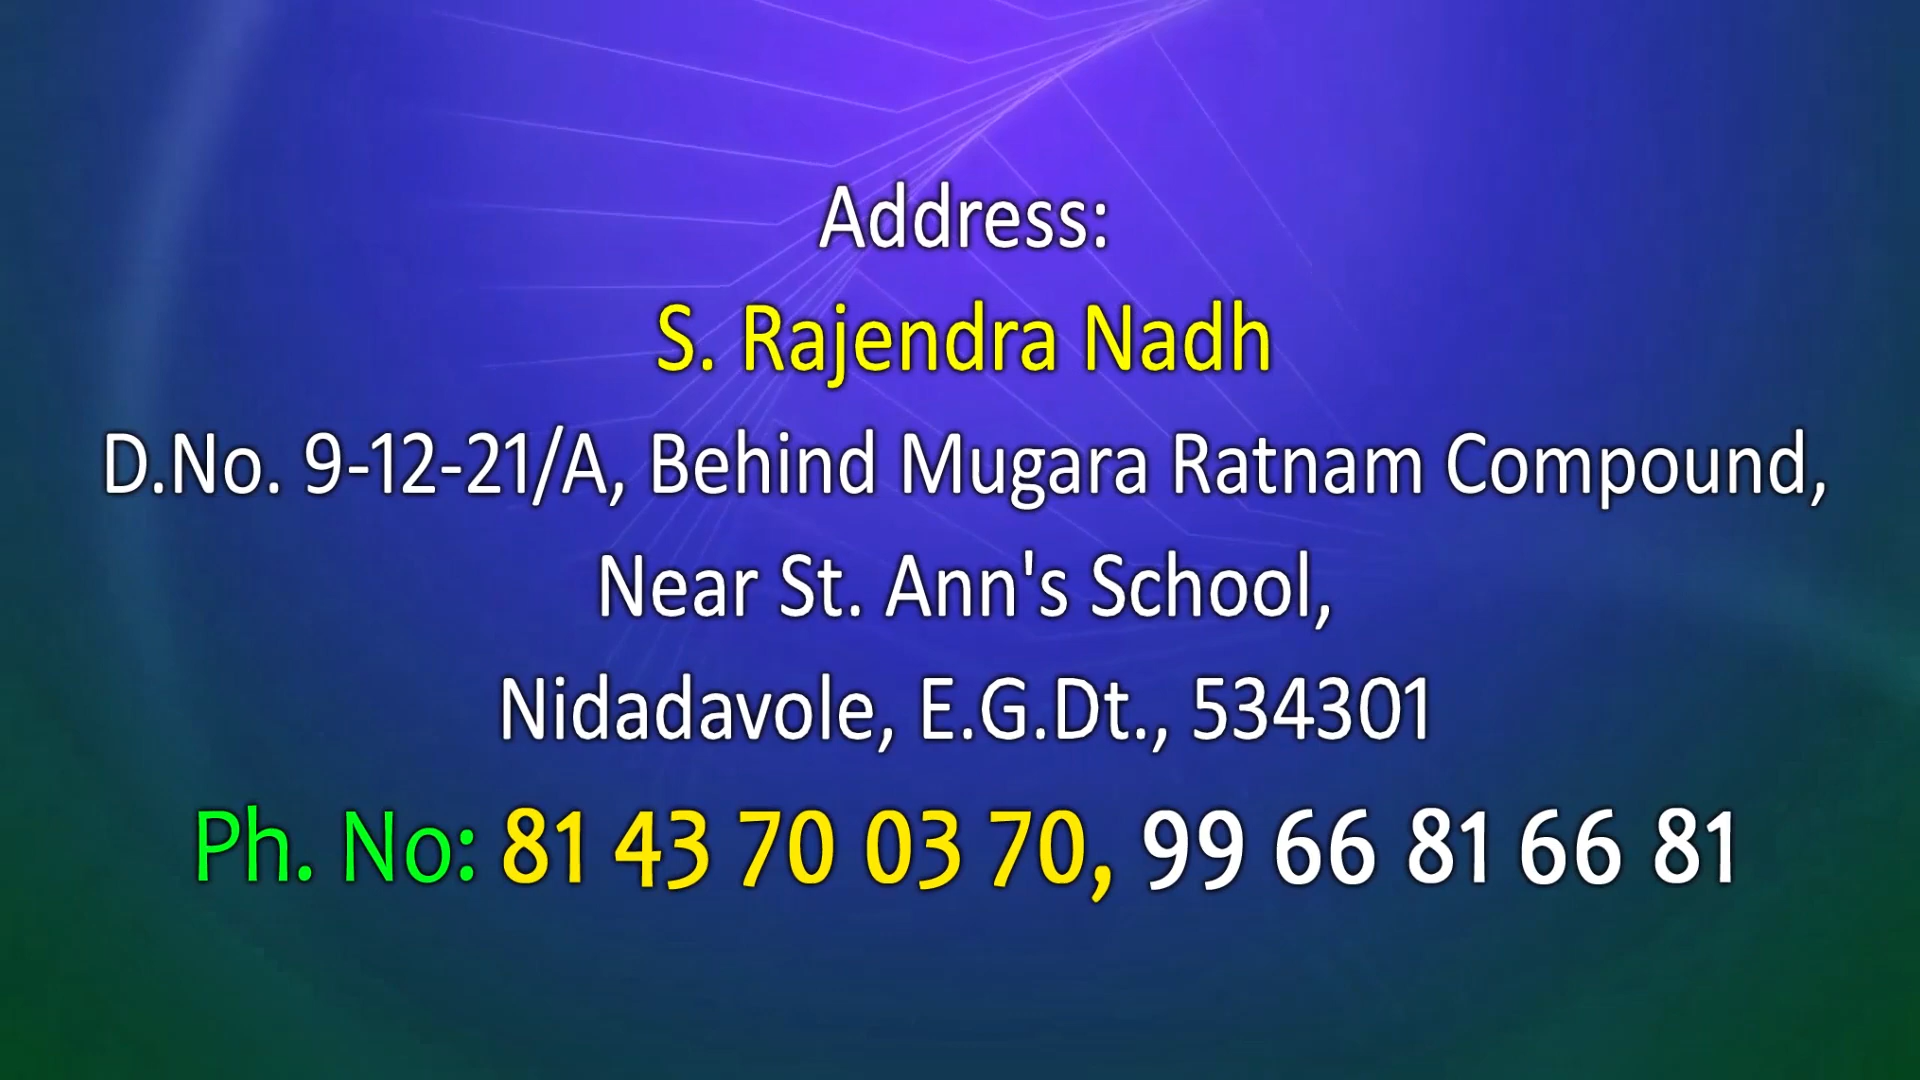 Address:
S. Rajendra Nadh
D.No. 9-12-21/A, Behind Mugara Ratnam Compound,
Near St. Ann's School,
Nidadavole, E.G.Dt., 534301
Ph. No: 81 43 70 03 70, 99 66 81 66 81